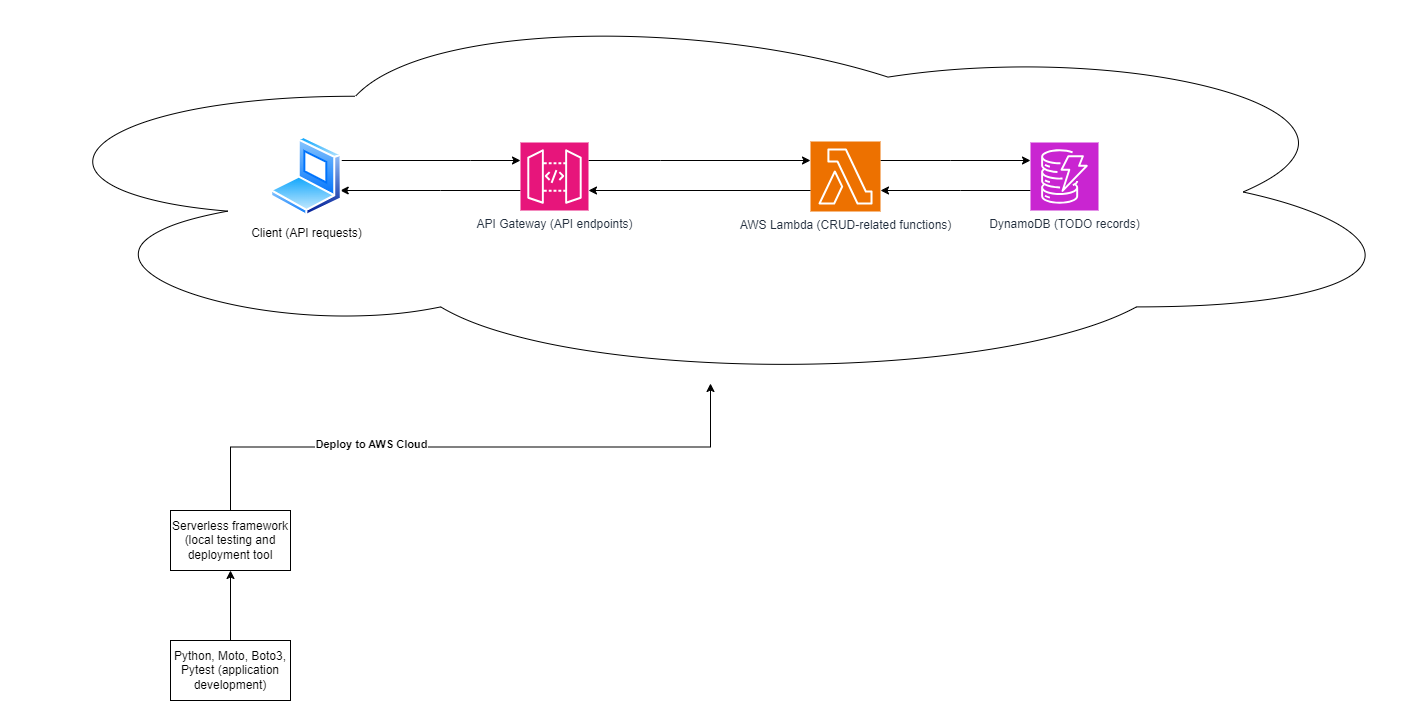 Client (API requests)
API Gateway (API endpoints)
</>
AWS Lambda (CRUD-related functions)
DynamoDB (TODO records)
Deploy to AWS Cloud
Serverless framework
(local testing and
deployment tool
Python, Moto, Boto3,
Pytest (application
development)